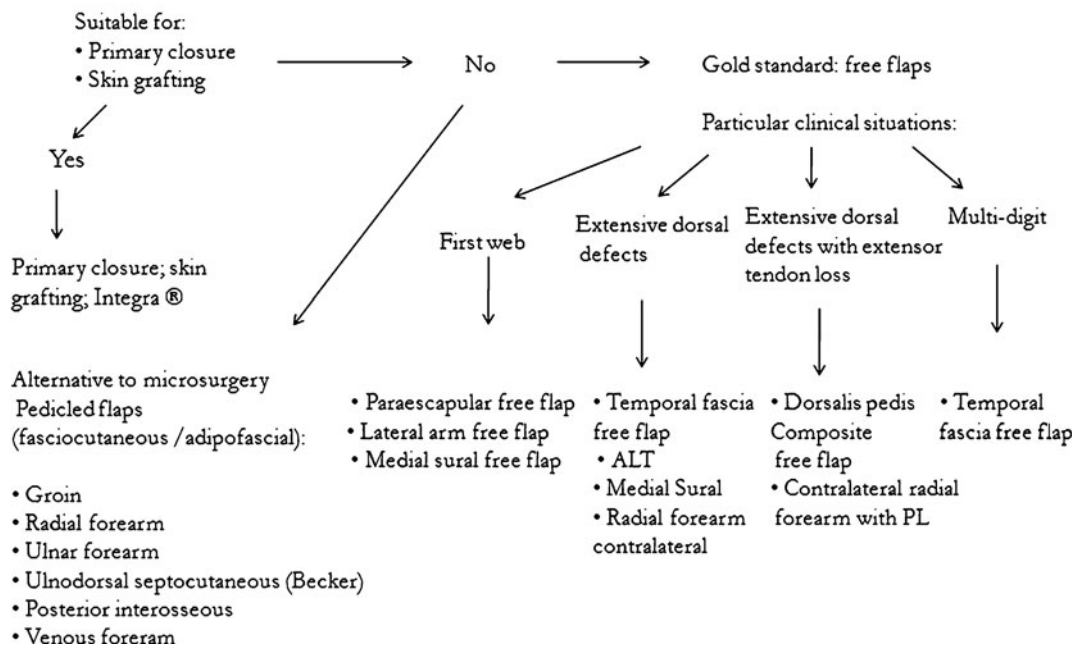 Suitable for:
• Primary closure
• Skin grafting
No
Gold standard: free flaps
Particular clinical situations:
Yes
Primary closure; skin
grafting; Integra ®
First web
Extensive dorsal
defects
Extensive dorsal
defects with extensor
tendon loss
Multi-digit
Alternative to microsurgery
Pedicled flaps
(fasciocutaneous /adipofascial):
• Groin
• Radial forearm
• Ulnar forearm
• Ulnodorsal septocutaneous (Becker)
• Posterior interosseous
• Venous foreram
• Paraescapular free flap
• Lateral arm free flap
• Medial sural free flap
• Temporal fascia
free flap
• ALT
• Medial Sural
• Radial forearm
contralateral
• Dorsalis pedis
Composite
free flap
• Contralateral radial
forearm with PL
• Temporal
fascia free flap